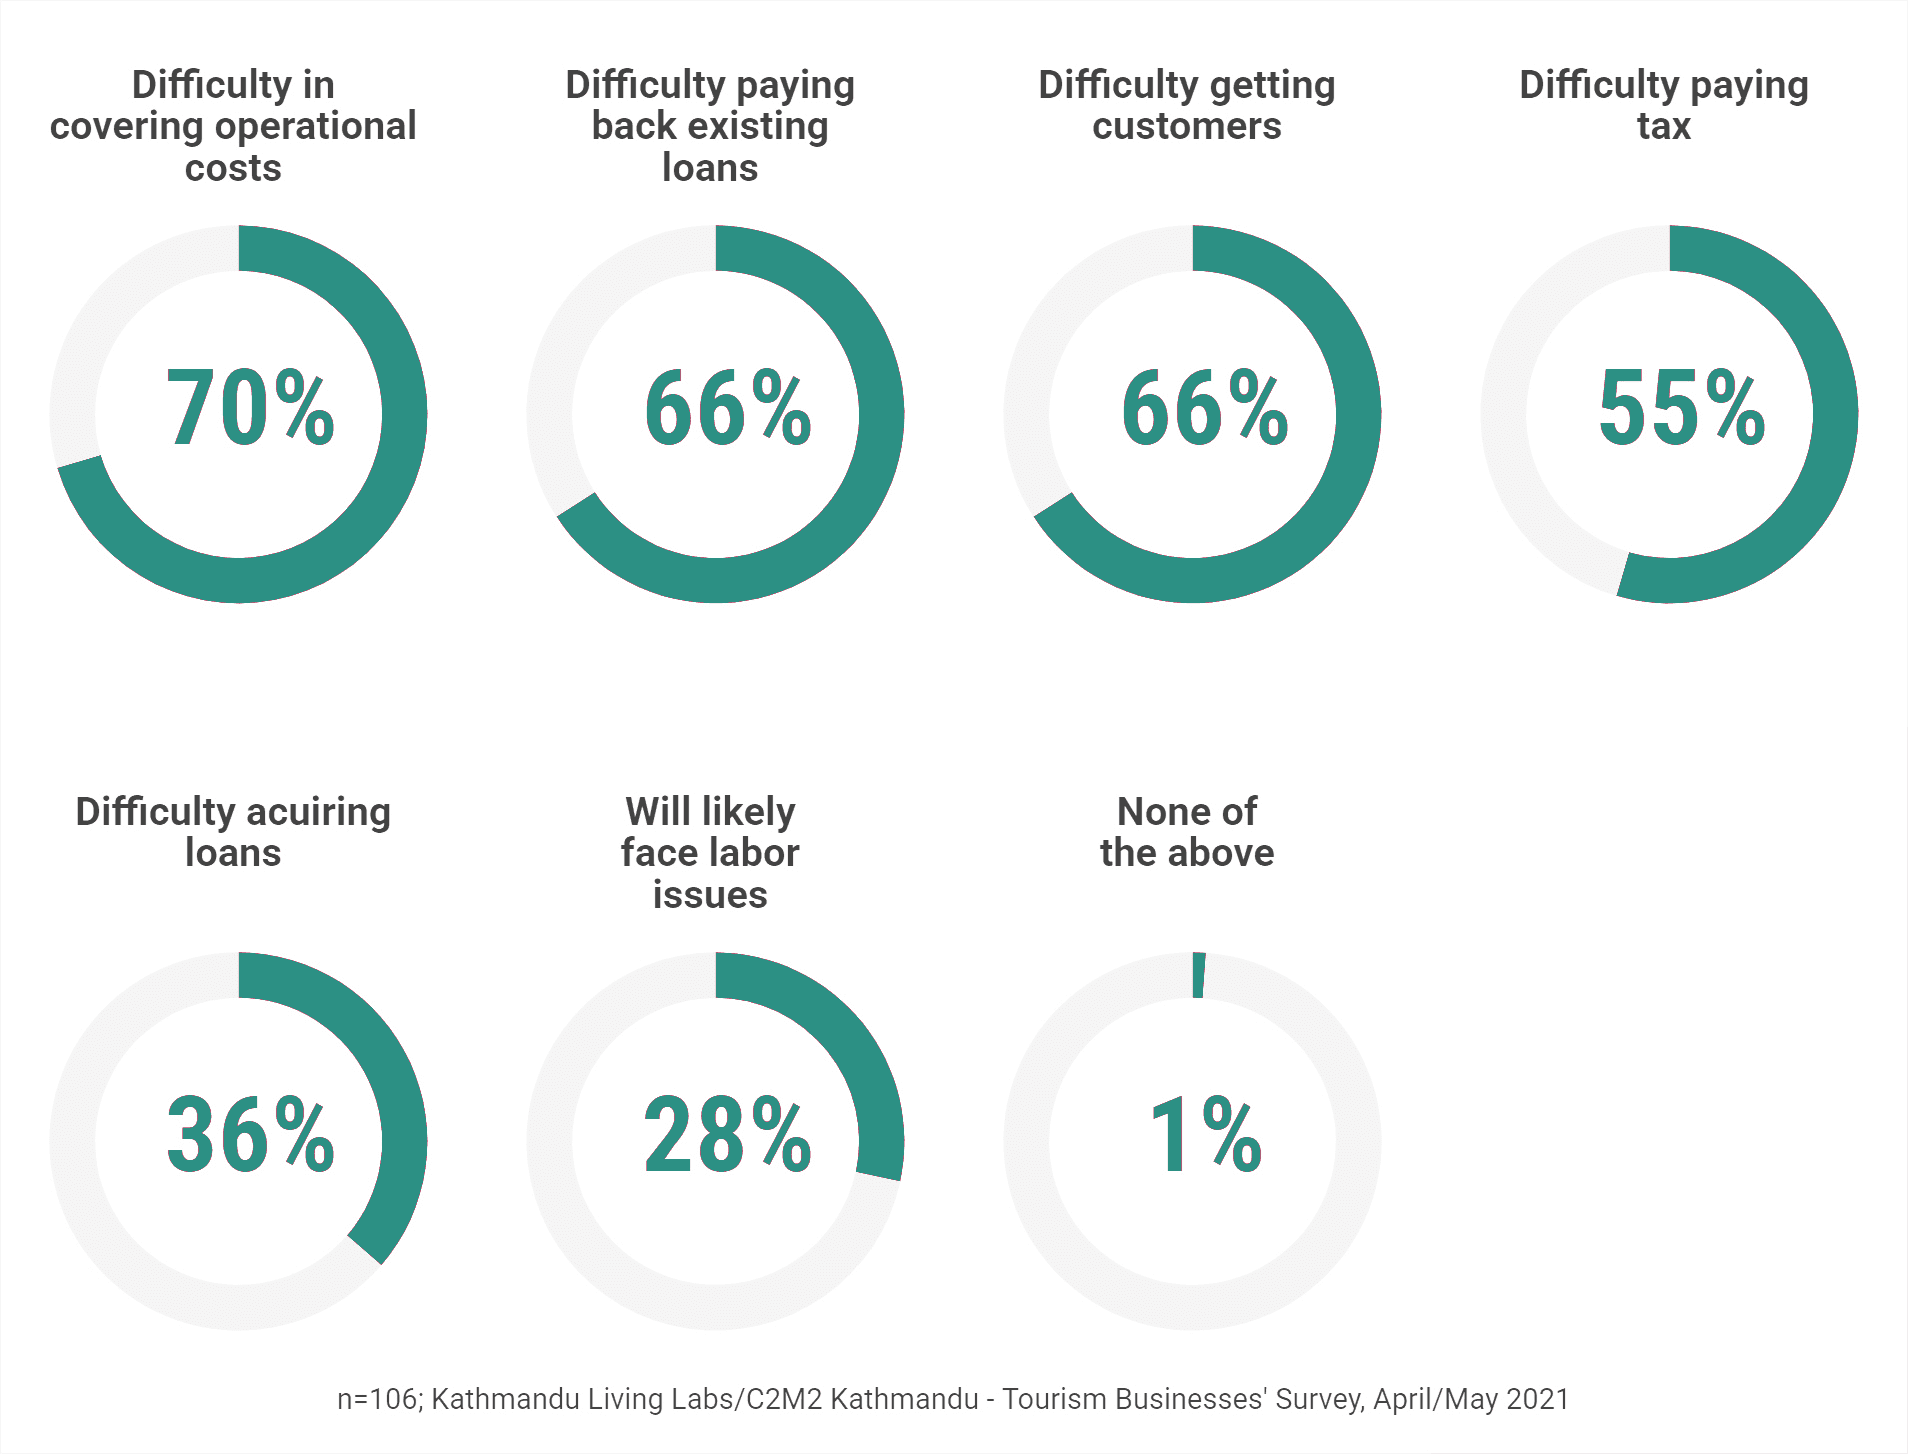 Difficulty in
covering operational
costs
70%
Difficulty paying
back existing
loans
66%
Difficulty getting
customers
66%
Difficulty paying
tax
55%
Difficulty acuiring
loans
36%
Will likely
face labor
issues
28%
None of
the above
1%
n=106; Kathmandu Living Labs/C2M2 Kathmandu - Tourism Businesses' Survey, April/May 2021